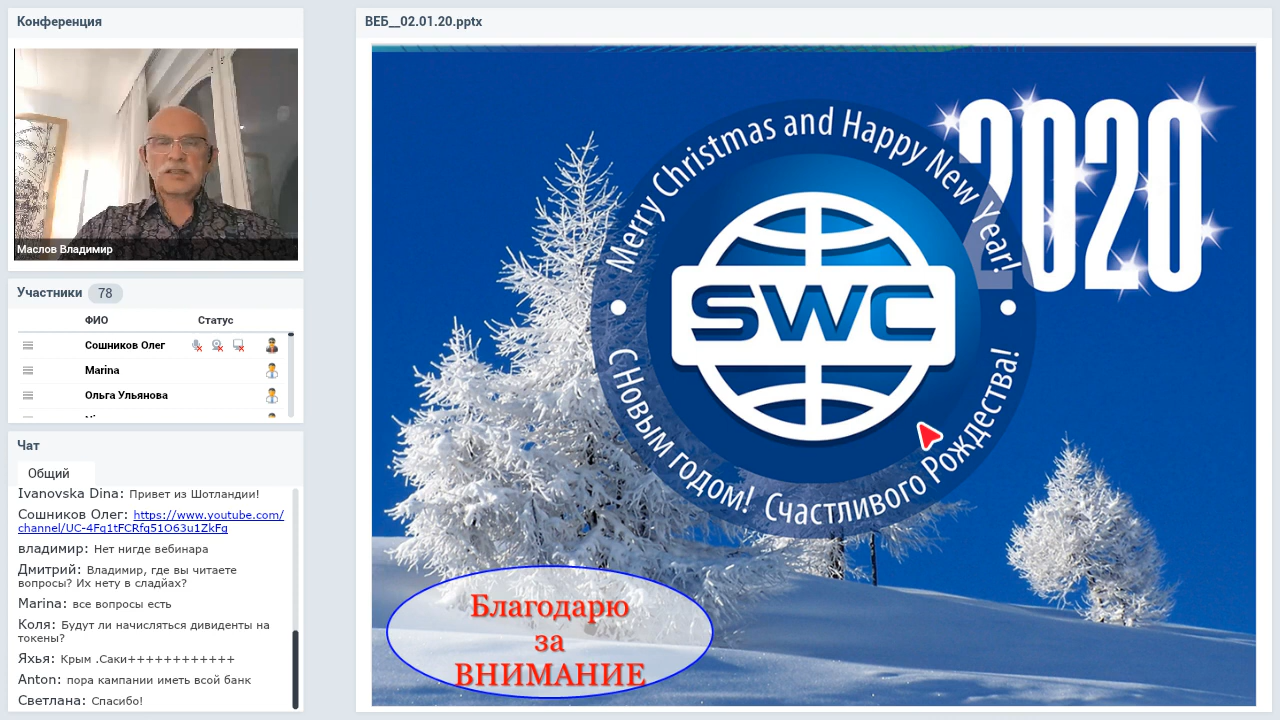 Конференция
Маслов Владимир
Участники 78
ФИО Статус
Сошников Олег
Marina
Ольга Ульянова
Чат
Общий
Ivanovska Dina: Привет из Шотландии!
Сошников Олег: https://www.youtube.com/
channel/UC-4Fq1tFCRfq51O63u1ZkFg
владимир: Нет нигде вебинара
Дмитрий: Владимир, где вы читаете
вопросы? Их нету в сладйах?
Marina: все вопросы есть
Коля: Будут ли начисляться дивиденты на
токены?
Яхья: Крым .Саки++++++++++++
Anton: пора кампании иметь всой банк
Светлана: Спасибо!
ВЕБ__02.01.20.pptx
2020
Merry Christmas and Happy New Year!
SWC
С Новым годом! Счастливого Рождества!
Благодарю
за
ВНИМАНИЕ